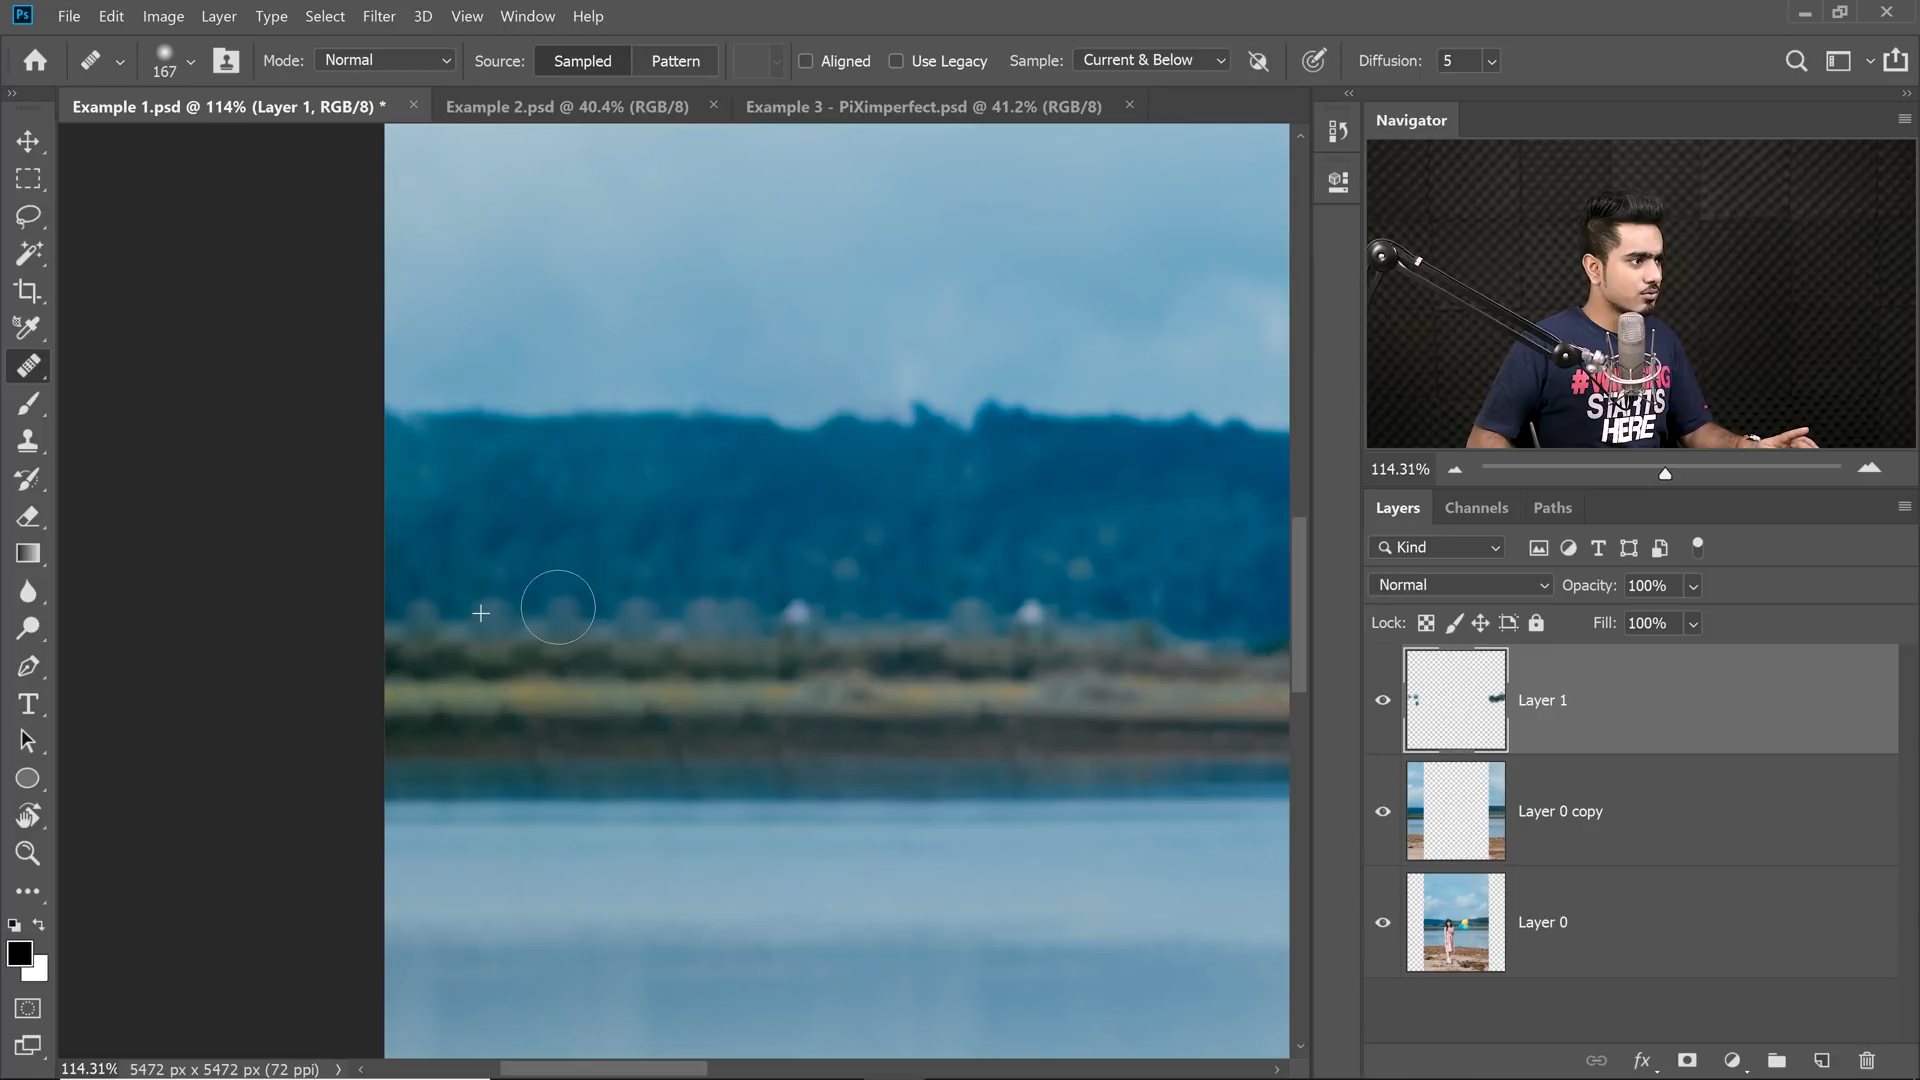 Ps File Edit Image Layer Type Select Filter 3D View Window Help
167 Mode: Normal Source: Sampled Pattern Aligned Use Legacy Sample: Current & Below Diffusion: 5
Example 1.psd @ 114% (Layer 1, RGB/8) * Example 2.psd @ 40.4% (RGB/8) Example 3 - PiXimperfect.psd @ 41.2% (RGB/8)
Navigator
STARTS
HERE
114.31%
Layers Channels Paths
Kind
Normal Opacity: 100%
Lock: Fill: 100%
Layer 1
Layer 0 copy
Layer 0
fx
114.31% 5472 px x 5472 px (72 ppi)